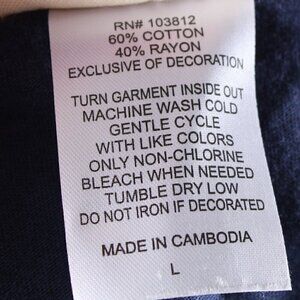 RN# 103812
60% COTTON
40% RAYON
EXCLUSIVE OF DECORATION
TURN GARMENT INSIDE OUT
MACHINE WASH COLD
GENTLE CYCLE
WITH LIKE COLORS
ONLY NON-CHLORINE
BLEACH WHEN NEEDED
TUMBLE DRY LOW
DO NOT IRON IF DECORATED
MADE IN CAMBODIA
L